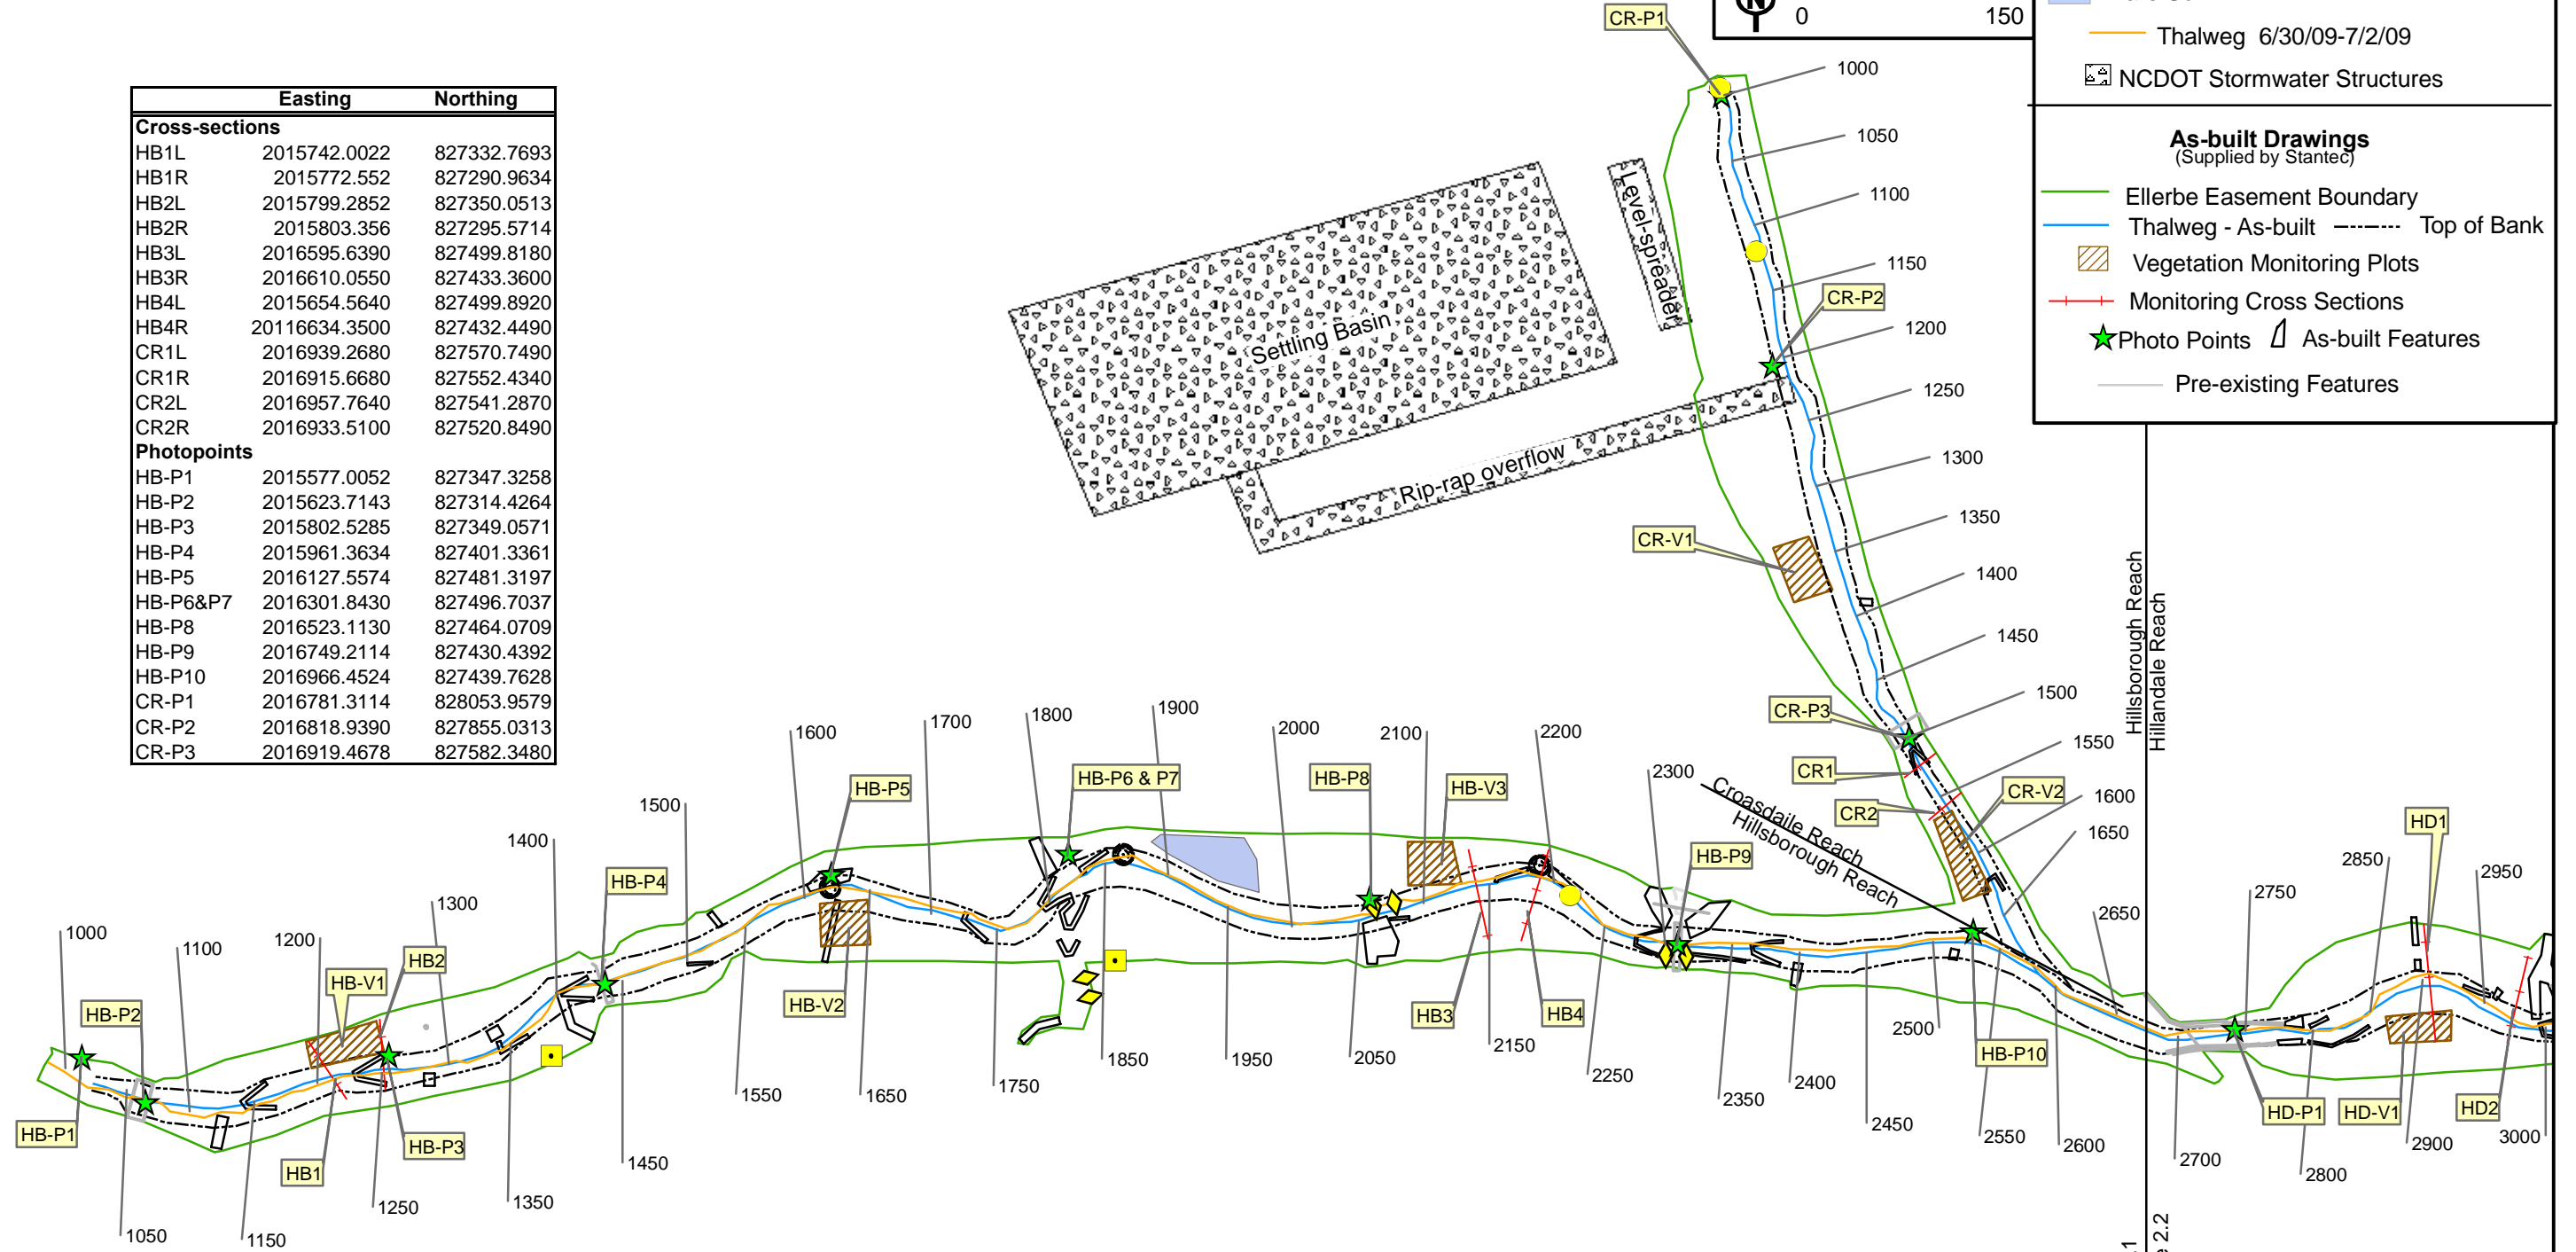 CR-P1
0 150
Thalweg 6/30/09-7/2/09
NCDOT Stormwater Structures
As-built Drawings
(Supplied by Stantec)
Ellerbe Easement Boundary
Thalweg - As-built Top of Bank
Vegetation Monitoring Plots
Monitoring Cross Sections
Photo Points As-built Features
Pre-existing Features
Easting Northing
Cross-sections
HB1L 2015742.0022 827332.7693
HB1R 2015772.552 827290.9634
HB2L 2015799.2852 827350.0513
HB2R 2015803.356 827295.5714
HB3L 2016595.6390 827499.8180
HB3R 2016610.0550 827433.3600
HB4L 2015654.5640 827499.8920
HB4R 20116634.3500 827432.4490
CR1L 2016939.2680 827570.7490
CR1R 2016915.6680 827552.4340
CR2L 2016957.7640 827541.2870
CR2R 2016933.5100 827520.8490
Photopoints
HB-P1 2015577.0052 827347.3258
HB-P2 2015623.7143 827314.4264
HB-P3 2015802.5285 827349.0571
HB-P4 2015961.3634 827401.3361
HB-P5 2016127.5574 827481.3197
HB-P6&P7 2016301.8430 827496.7037
HB-P8 2016523.1130 827464.0709
HB-P9 2016749.2114 827430.4392
HB-P10 2016966.4524 827439.7628
CR-P1 2016781.3114 828053.9579
CR-P2 2016818.9390 827855.0313
CR-P3 2016919.4678 827582.3480
Settling Basin
Level-spreader
Rip-rap overflow
1000
1050
1100
1150
CR-P2
1200
1250
1300
1350
CR-V1
1400
1450
1500
CR-P3
1550
CR1
CR-V2
1600
CR2
1650
Hillsborough Reach
Hillandale Reach
Croasdaile Reach
Hillsborough Reach
1000
1100
1200
1300
1400
1500
1600
1700
1800
1900
2000
2100
2200
2300
2650
2750
2850
2950
HB-P2
HB-V1
HB2
HB-P4
HB-P5
HB-P6 & P7
HB-P8
HB-V3
HB-P9
HD1
HB-P1
HB1
HB-P3
HB-V2
HB3
HB4
HB-P10
HD-P1
HD-V1
HD2
1050
1150
1250
1350
1450
1550
1650
1750
1850
1950
2050
2150
2250
2350
2400
2450
2500
2550
2600
2700
2800
2900
3000
2.2